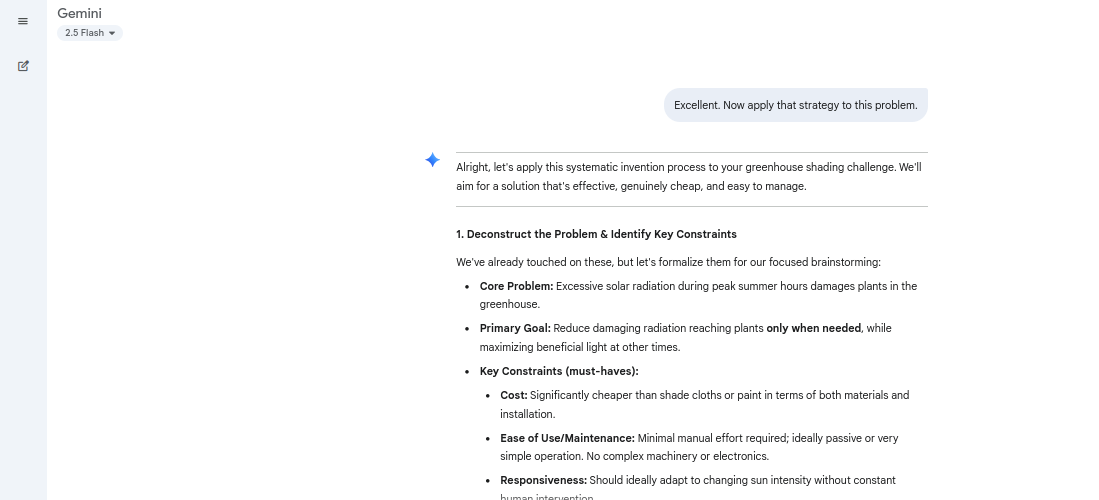 Gemini
2.5 Flash
Excellent. Now apply that strategy to this problem.
Alright, let's apply this systematic invention process to your greenhouse shading challenge. We'll
aim for a solution that's effective, genuinely cheap, and easy to manage.
1. Deconstruct the Problem & Identify Key Constraints
We've already touched on these, but let's formalize them for our focused brainstorming:
• Core Problem: Excessive solar radiation during peak summer hours damages plants in the
greenhouse.
• Primary Goal: Reduce damaging radiation reaching plants only when needed, while
maximizing beneficial light at other times.
• Key Constraints (must-haves):
• Cost: Significantly cheaper than shade cloths or paint in terms of both materials and
installation.
• Ease of Use/Maintenance: Minimal manual effort required; ideally passive or very
simple operation. No complex machinery or electronics.
• Responsiveness: Should ideally adapt to changing sun intensity without constant
human intervention.